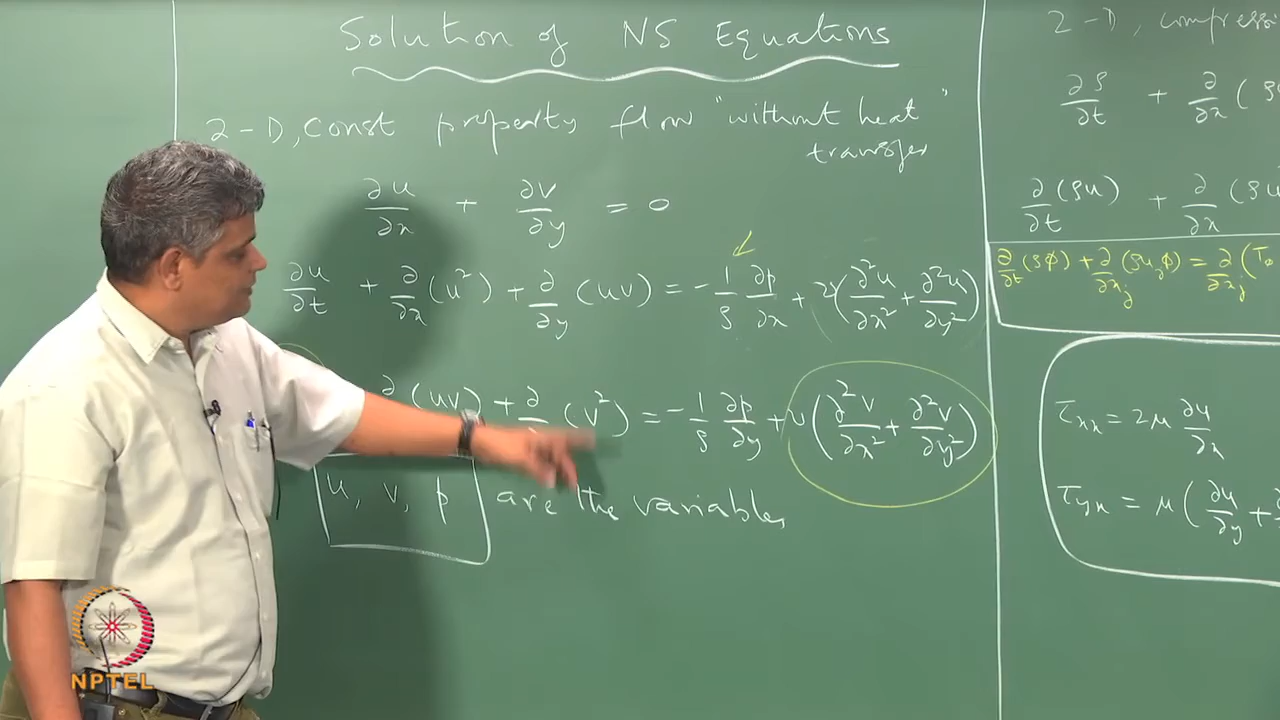 Solution of NS Equations
2-D, Const property flow "without heat transfer"
∂u/∂x + ∂v/∂y = 0
∂u/∂t + ∂/∂x (u²) + ∂/∂y (uv) = -1/ρ ∂p/∂x + ν(∂²u/∂x² + ∂²u/∂y²)
∂ (uv) + ∂ (v²) = -1/ρ ∂p/∂y + ν(∂²v/∂x² + ∂²v/∂y²)
u, v, p are the variables
2-D, compressi
∂ρ/∂t + ∂/∂x (ρ
∂/∂t (ρu) + ∂/∂x (ρu
∂/∂t (ρφ) + ∂/∂xⱼ (ρuⱼφ) = ∂/∂xⱼ (Γ
τxx = 2μ ∂u/∂x
τyx = μ (∂u/∂y +
NPTEL